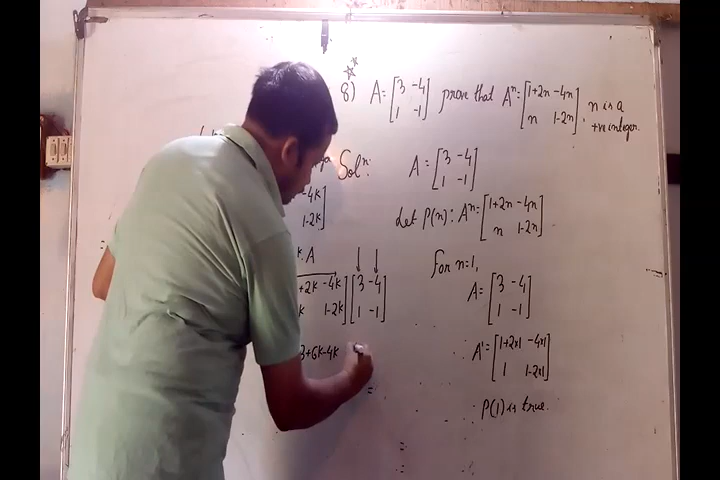 8) A = [3 -4 prove that Aⁿ = [1+2n -4n
1 -1] n 1-2n], n is a
+ve integer.
Solⁿ: A = [3 -4
1 -1]
Let P(n): Aⁿ = [1+2n -4n
n 1-2n]
For n=1,
A = [3 -4
1 -1]
A¹ = [1+2×1 -4×1
1 1-2×1]
P(1) is true.
-4k
1-2k]
k. A
+2k -4k] [3 -4
k 1-2k] 1 -1]
3+6k-4k
=